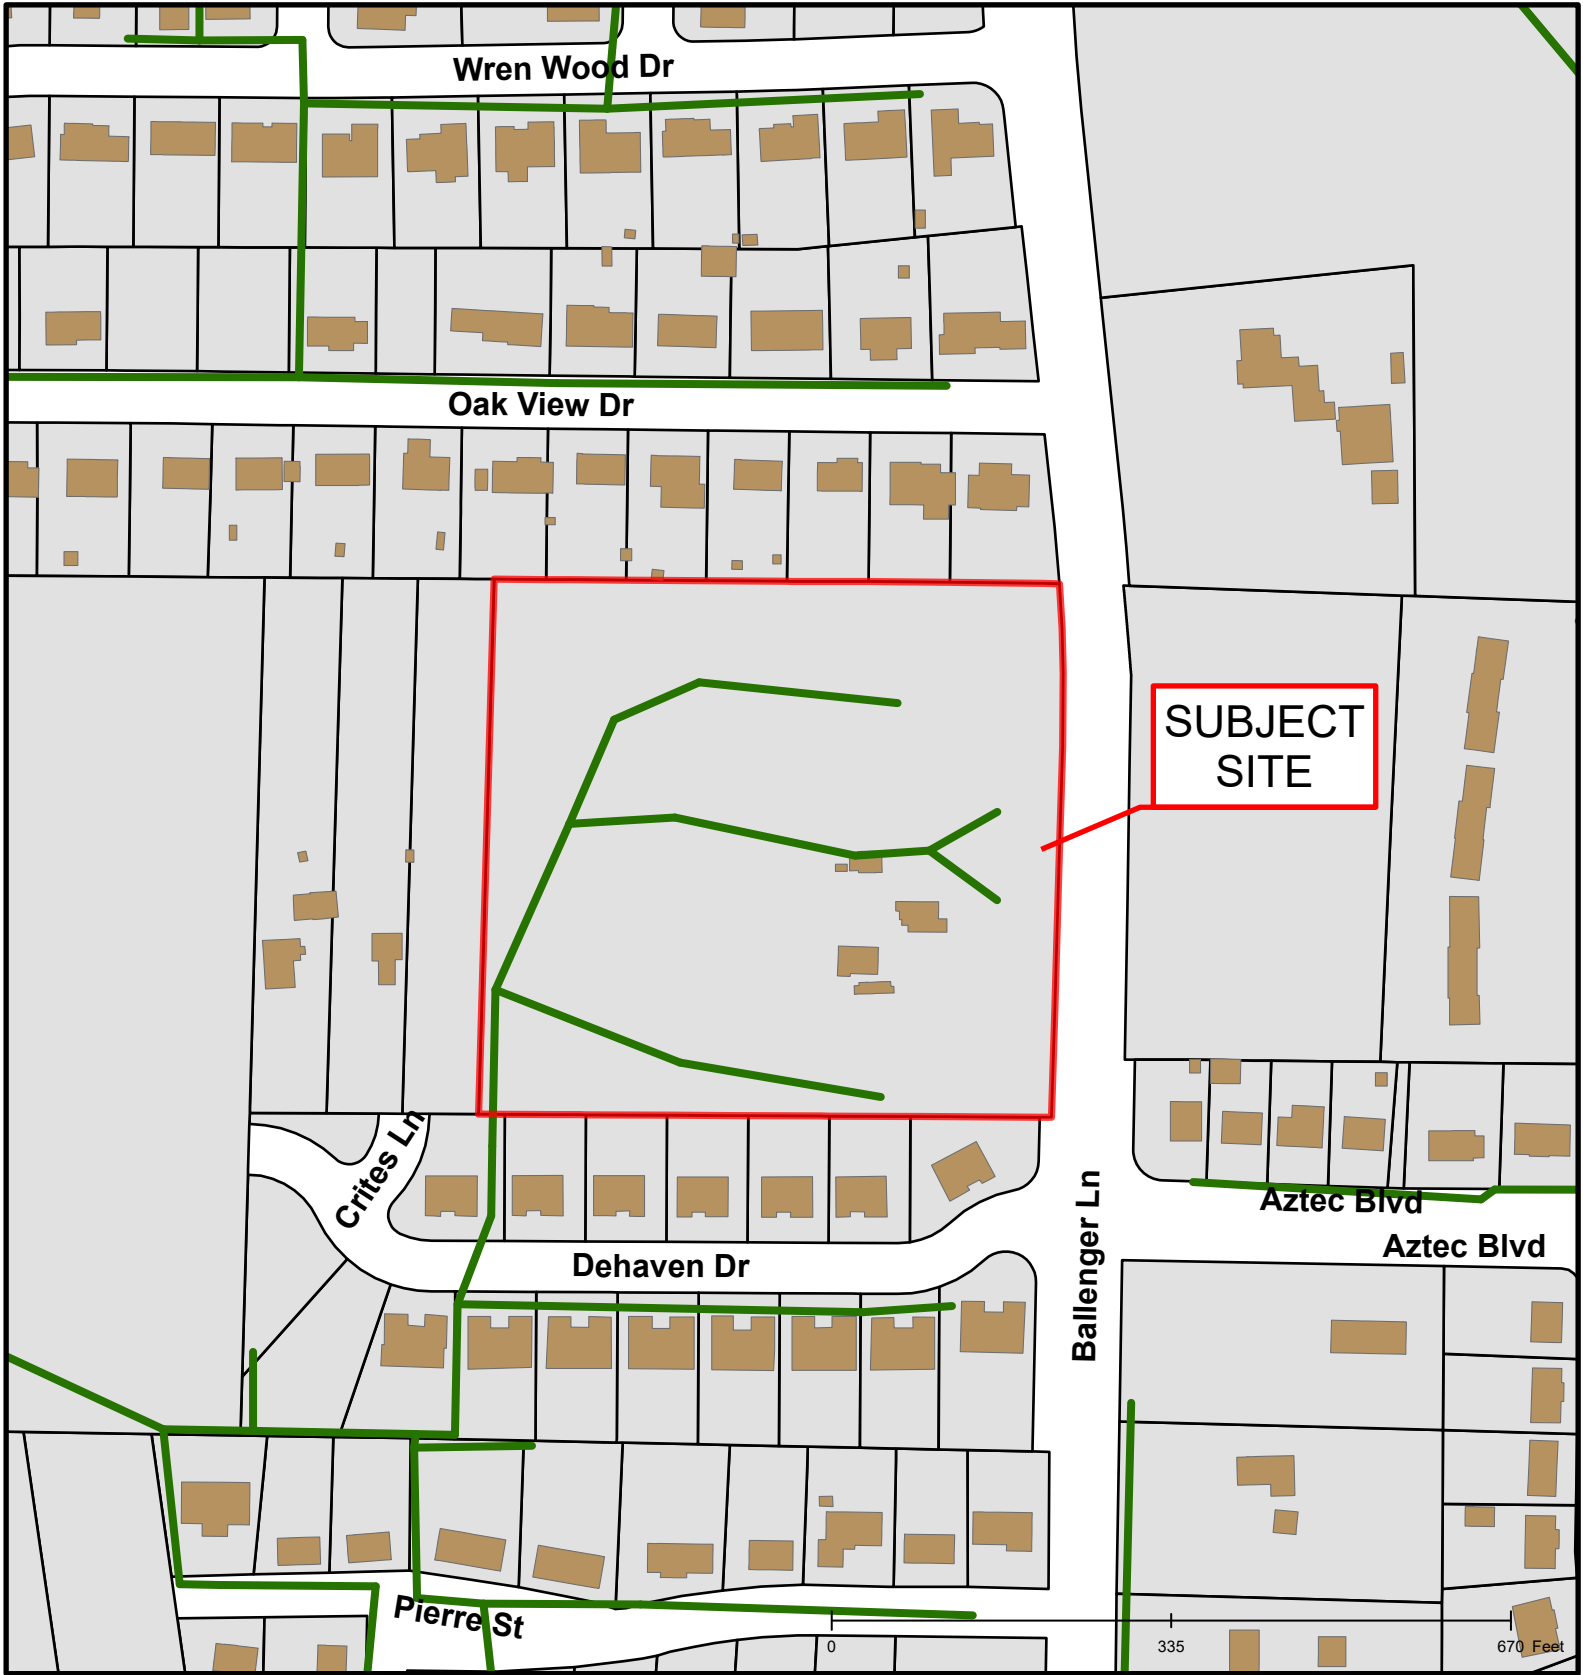 Wren Wood Dr
Oak View Dr
SUBJECT
SITE
Crites Ln
Ballenger Ln
Aztec Blvd
Aztec Blvd
Dehaven Dr
Pierre St
0 335 670 Feet